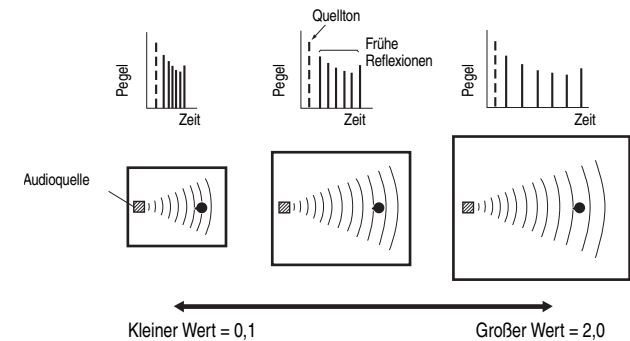 Quellton
Frühe
Reflexionen
Pegel
Zeit
Pegel
Zeit
Pegel
Zeit
Audioquelle
Kleiner Wert = 0,1
Großer Wert = 2,0